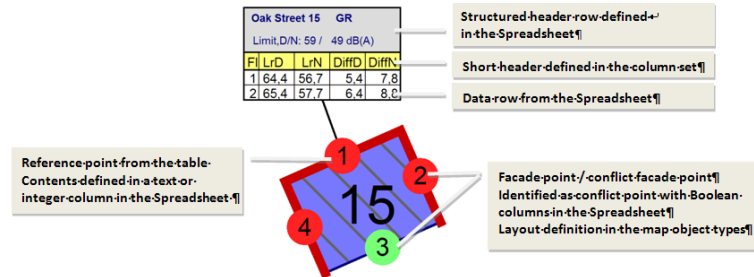 Oak Street 15 GR
Limit,D/N: 59 / 49 dB(A)
Fl LrD LrN DiffD DiffN
1 64,4 56,7 5,4 7,8
2 65,4 57,7 6,4 8,8
Structured·header·row·defined·↵
in·the·Spreadsheet¶
Short·header·defined·in·the·column·set¶
Data·row·from·the·Spreadsheet¶
Reference·point·from·the·table·
Contents·defined·in·a·text·or·
integer·column·in·the·Spreadsheet·¶
1
2
15
4
3
Facade·point·/·conflict·facade·point¶
Identified·as·conflict·point·with·Boolean·
columns·in·the·Spreadsheet¶
Layout·definition·in·the·map·object·types¶